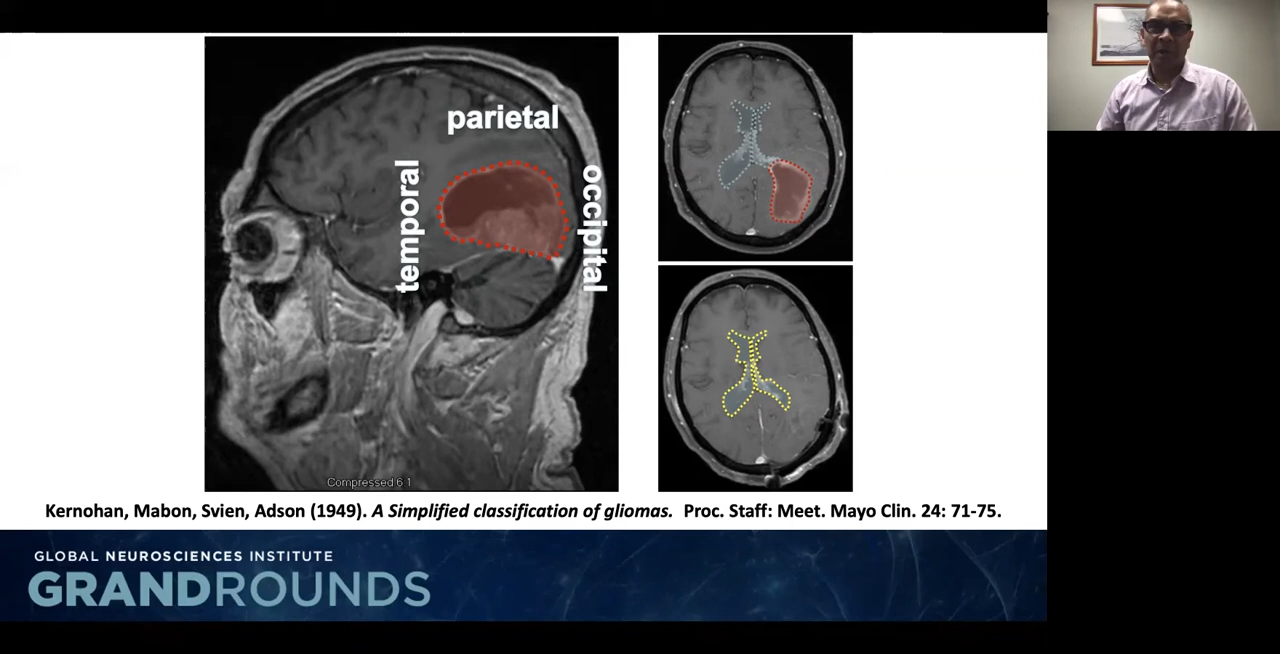 parietal
temporal
occipital
Compressed 6:1
Kernohan, Mabon, Svien, Adson (1949). A Simplified classification of gliomas. Proc. Staff: Meet. Mayo Clin. 24: 71-75.
GLOBAL NEUROSCIENCES INSTITUTE
GRANDROUNDS